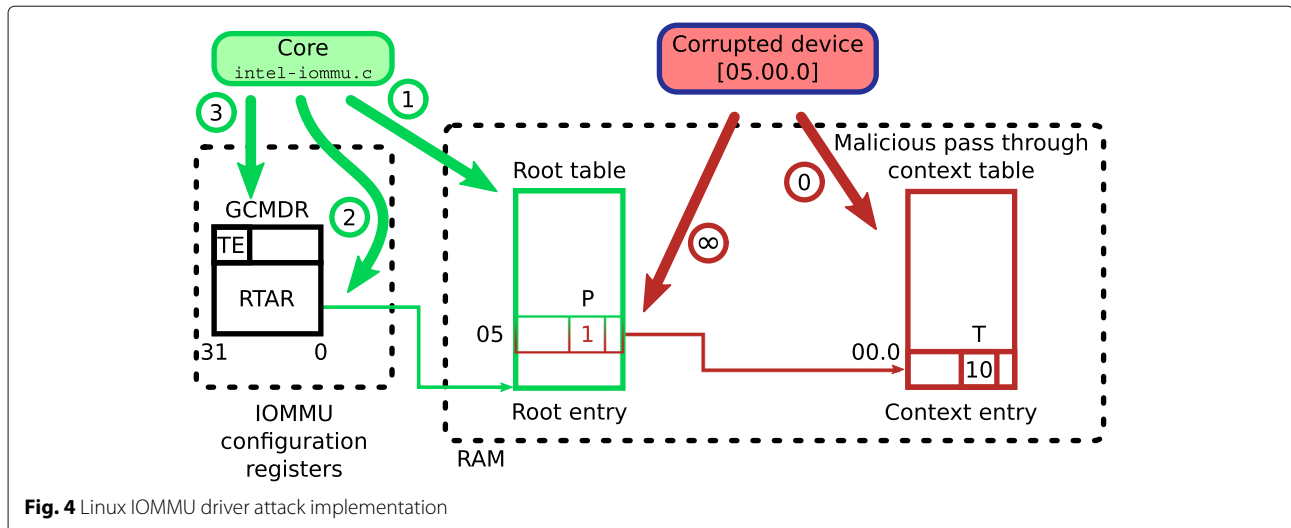 Core
intel-iommu.c
Corrupted device
[05.00.0]
3
1
Malicious pass through
context table
Root table
0
GCMDR
2
TE
∞
RTAR
P
05
1
T
31
0
00.0
10
IOMMU
configuration
registers
Root entry
Context entry
RAM
Fig. 4 Linux IOMMU driver attack implementation